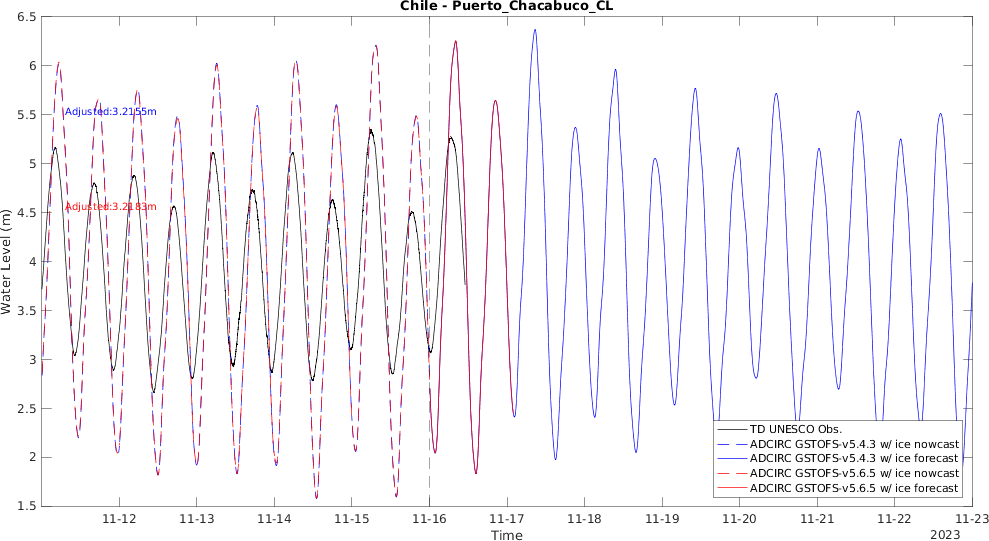 Chile - Puerto_Chacabuco_CL
6.5
6
5.5
5
4.5
4
3.5
3
2.5
2
1.5
Water Level (m)
Adjusted:3.2155m
Adjusted:3.2183m
TD UNESCO Obs.
ADCIRC GSTOFS-v5.4.3 w/ ice nowcast
ADCIRC GSTOFS-v5.4.3 w/ ice forecast
ADCIRC GSTOFS-v5.6.5 w/ ice nowcast
ADCIRC GSTOFS-v5.6.5 w/ ice forecast
11-12 11-13 11-14 11-15 11-16 11-17 11-18 11-19 11-20 11-21 11-22 11-23
Time
2023